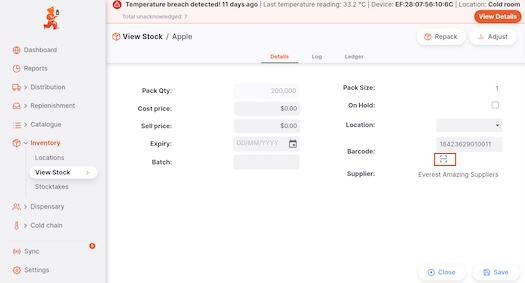 Temperature breach detected! 11 days ago | Last temperature reading: 33.2 °C | Device: EF:28:07:56:10:6C | Location: Cold room
Total unacknowledged: 7
View Details
View Stock / Apple
Repack
Adjust
Details
Log
Ledger
Dashboard
Reports
Distribution
Replenishment
Catalogue
Inventory
Locations
View Stock
Stocktakes
Dispensary
Cold chain
Sync
6
Settings
Pack Qty: 200,000
Cost price: $0.00
Sell price: $0.00
Expiry: DD/MM/YYYY
Batch:
Pack Size: 1
On Hold:
Location:
Barcode: 18423629010011
Supplier: Everest Amazing Suppliers
Close
Save